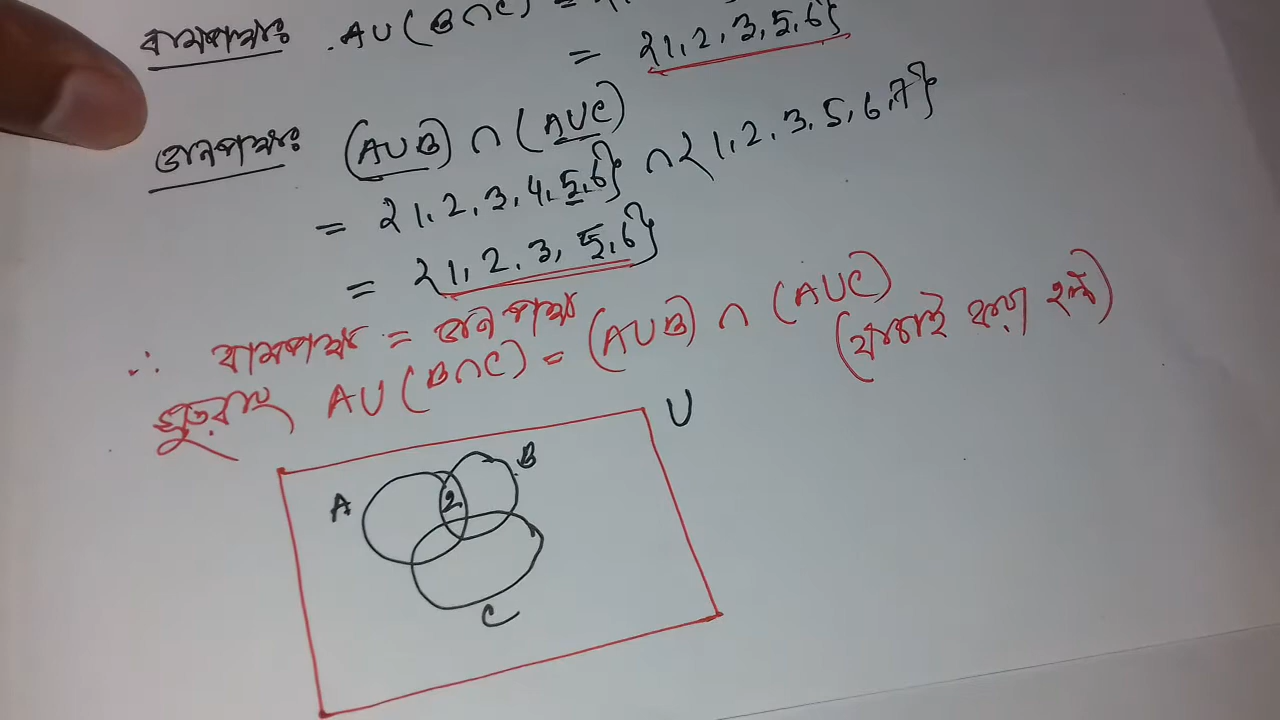 বামপক্ষঃ A∪(B∩C) =
= {1,2,3,5,6}
ডানপক্ষঃ (A∪B) ∩ (A∪C)
= {1,2,3,4,5,6} ∩ {1,2,3,5,6,7}
= {1,2,3,5,6}
∴ বামপক্ষ = ডানপক্ষ
সুতরাং A∪(B∩C) = (A∪B) ∩ (A∪C) (যাচাই করা হলো)
U
A
B
2
C